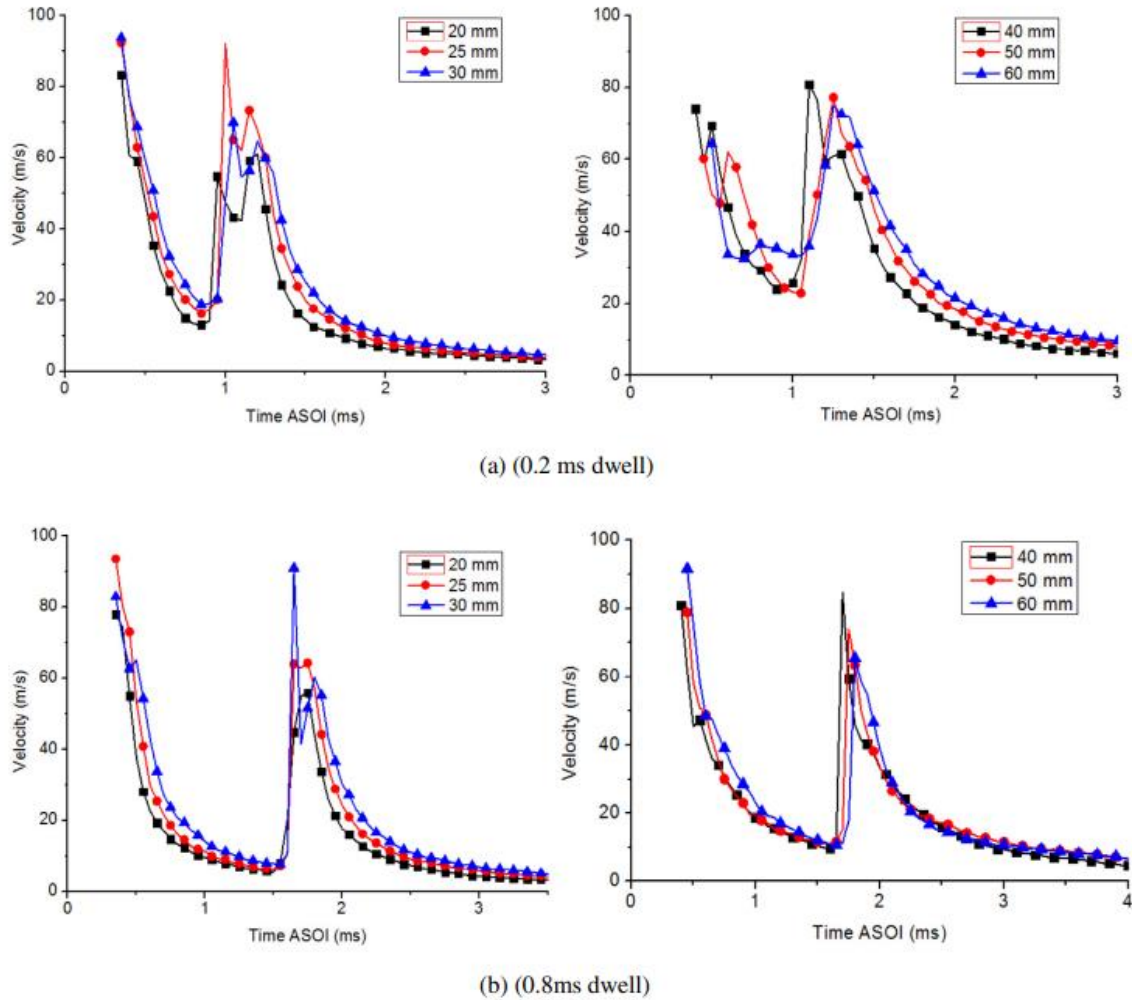 100
80
60
40
20
0
Velocity (m/s)
20 mm
25 mm
30 mm
0
1
2
3
Time ASOI (ms)
100
80
60
40
20
0
Velocity (m/s)
40 mm
50 mm
60 mm
0
1
2
3
Time ASOI (ms)
(a) (0.2 ms dwell)
100
80
60
40
20
0
Velocity (m/s)
20 mm
25 mm
30 mm
0
1
2
3
Time ASOI (ms)
100
80
60
40
20
0
Velocity (m/s)
40 mm
50 mm
60 mm
0
1
2
3
4
Time ASOI (ms)
(b) (0.8ms dwell)